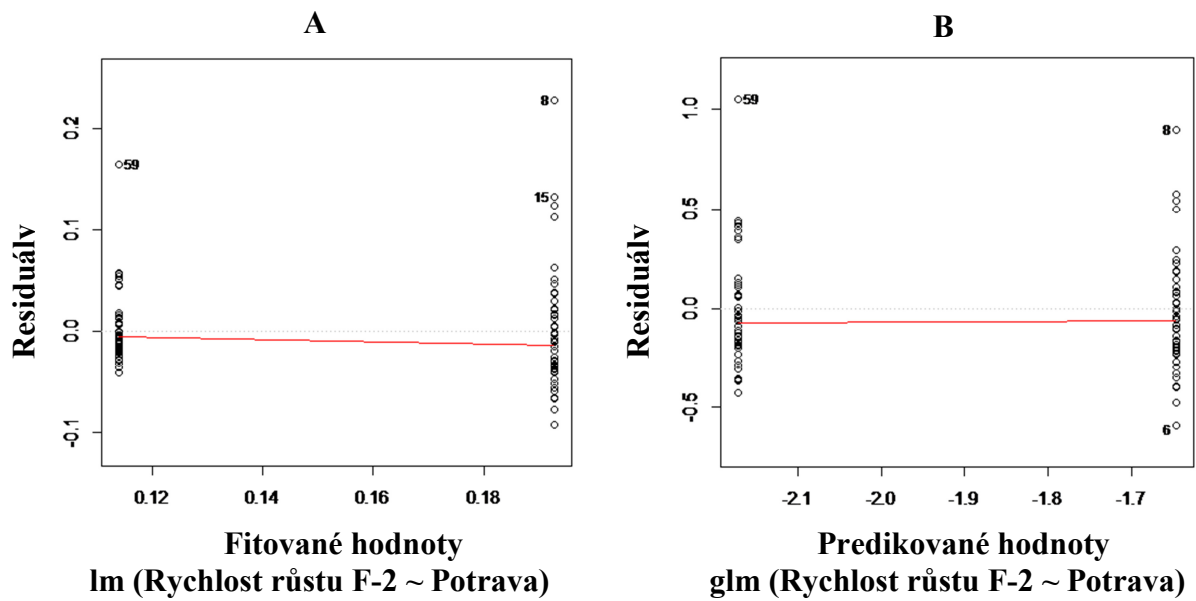 A
B
Residuálv
0.2
0.1
0.0
-0.1
59
8
15
0.12
0.14
0.16
0.18
Fitované hodnoty
lm (Rychlost růstu F-2 ~ Potrava)
Residuálv
1.0
0.5
0.0
-0.5
59
8
6
-2.1
-2.0
-1.9
-1.8
-1.7
Predikované hodnoty
glm (Rychlost růstu F-2 ~ Potrava)